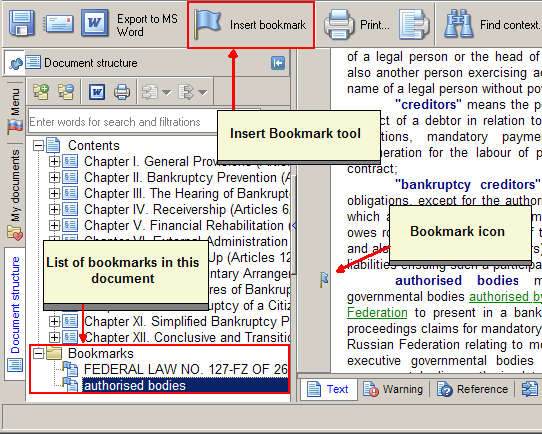 Export to MS
Word
Insert bookmark
Print...
Find context.
Document structure
Menu
My documents
Document structure
Enter words for search and filtrations
Contents
Chapter I. General Provisions (Article
Chapter II. Bankruptcy Prevention (A
Chapter III. The Hearing of Bankrupt
Chapter IV. Receivership (Articles 6
Chapter V. Financial Rehabilitation (
Chapter VI. External Administration
Up (Articles 12
ntary Arranger
res of Bankrup
kruptcy of a Citiz
Chapter XI. Simplified Bankruptcy P
Chapter XII. Conclusive and Transiti
Bookmarks
FEDERAL LAW NO. 127-FZ OF 26
authorised bodies
Insert Bookmark tool
List of bookmarks in this
document
Bookmark icon
of a legal person or the head of
also another person exercising a
name of a legal person without po
"creditors" means the p
ct of a debtor in relation to
tions, mandatory payme
neration for the labour of p
contract;
"bankruptcy creditors"
obligations, except for the author
which a
owes ro
and also
liabilities ensuing such a participa
authorised bodies m
governmental bodies authorised by
Federation to present in a bank
proceedings claims for mandatory
Russian Federation relating to mo
executive governmental bodies
Text
Warning
Reference